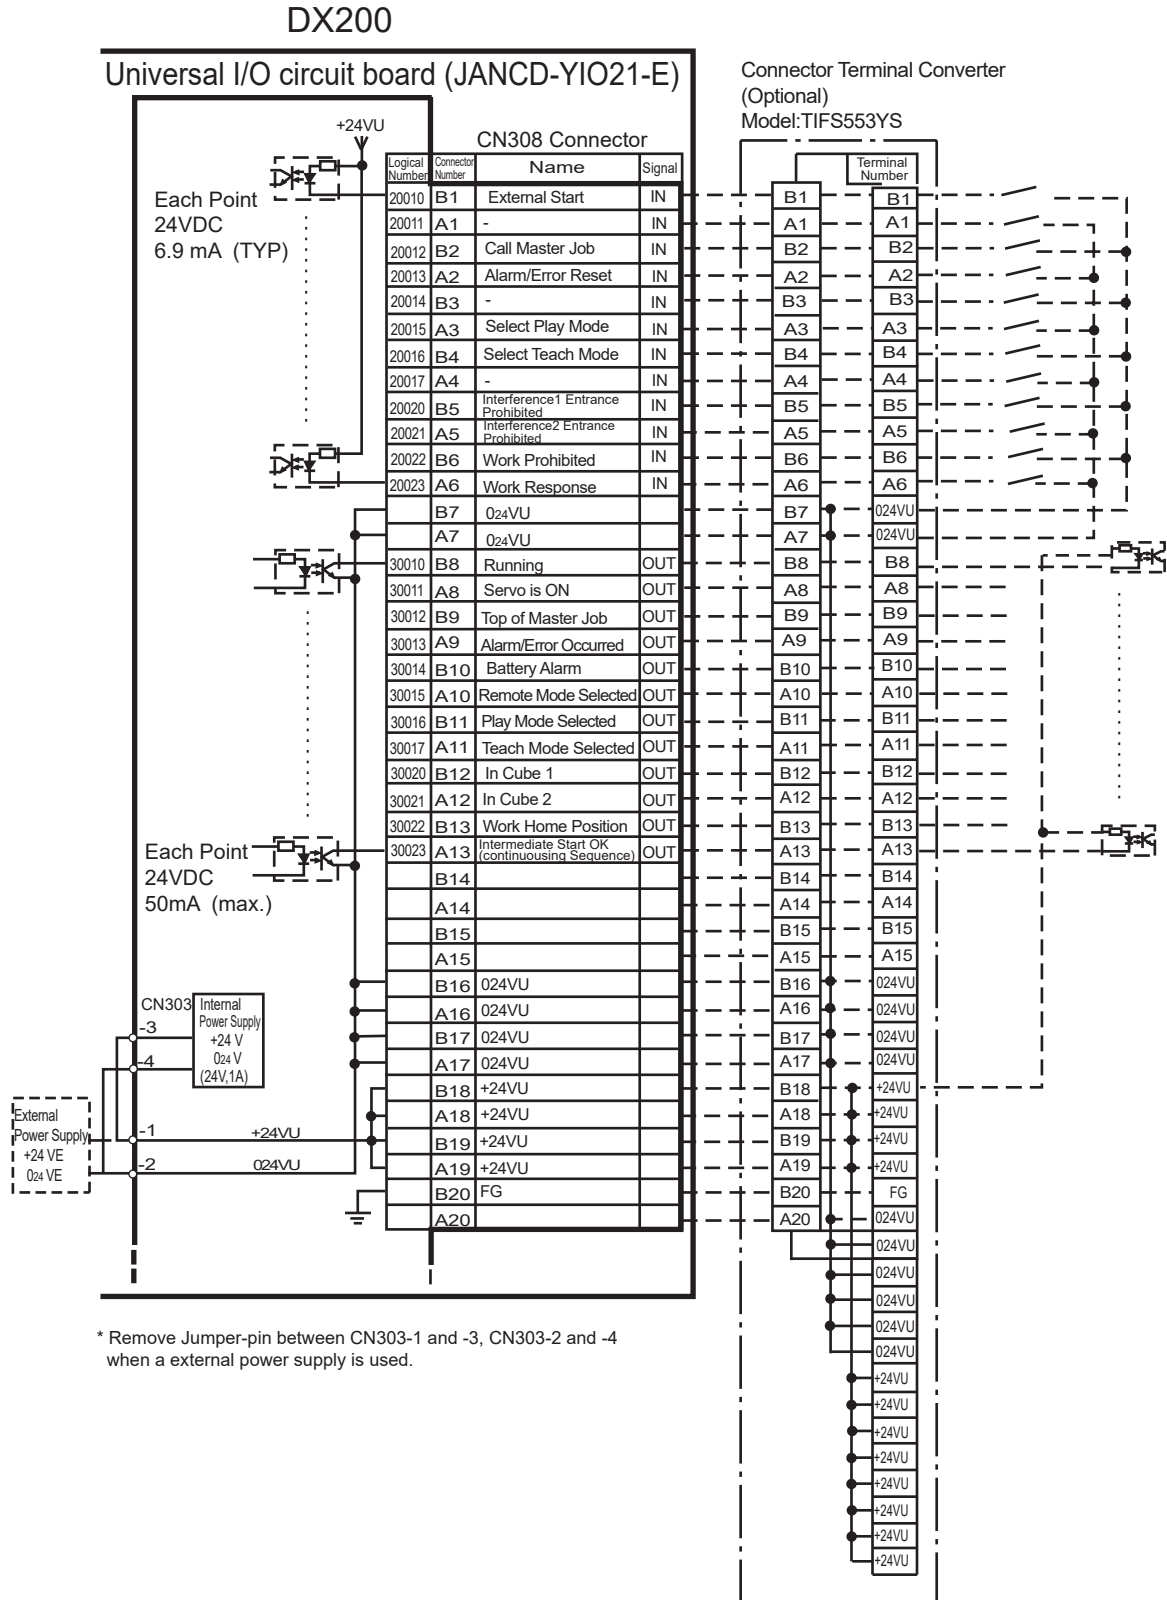 DX200
Universal I/O circuit board (JANCD-YIO21-E)
Connector Terminal Converter
(Optional)
Model:TIFS553YS
+24VU
CN308 Connector
Logical Number Connector Number Name Signal
Terminal Number
Each Point
24VDC
6.9 mA (TYP)
20010 B1 External Start IN B1 B1
20011 A1 - IN A1 A1
20012 B2 Call Master Job IN B2 B2
20013 A2 Alarm/Error Reset IN A2 A2
20014 B3 - IN B3 B3
20015 A3 Select Play Mode IN A3 A3
20016 B4 Select Teach Mode IN B4 B4
20017 A4 - IN A4 A4
20020 B5 Interference1 Entrance Prohibited IN B5 B5
20021 A5 Interference2 Entrance Prohibited IN A5 A5
20022 B6 Work Prohibited IN B6 B6
20023 A6 Work Response IN A6 A6
B7 024VU B7 024VU
A7 024VU A7 024VU
30010 B8 Running OUT B8 B8
30011 A8 Servo is ON OUT A8 A8
30012 B9 Top of Master Job OUT B9 B9
30013 A9 Alarm/Error Occurred OUT A9 A9
30014 B10 Battery Alarm OUT B10 B10
30015 A10 Remote Mode Selected OUT A10 A10
30016 B11 Play Mode Selected OUT B11 B11
30017 A11 Teach Mode Selected OUT A11 A11
30020 B12 In Cube 1 OUT B12 B12
30021 A12 In Cube 2 OUT A12 A12
30022 B13 Work Home Position OUT B13 B13
30023 A13 Intermediate Start OK (continuousing Sequence) OUT A13 A13
Each Point
24VDC
50mA (max.)
B14 B14 B14
A14 A14 A14
B15 B15 B15
A15 A15 A15
B16 024VU B16 024VU
A16 024VU A16 024VU
B17 024VU B17 024VU
A17 024VU A17 024VU
B18 +24VU B18 +24VU
A18 +24VU A18 +24VU
B19 +24VU B19 +24VU
A19 +24VU A19 +24VU
B20 FG B20 FG
A20 A20 024VU
CN303
-3
-4
-1
-2
Internal
Power Supply
+24 V
024 V
(24V,1A)
External
Power Supply
+24 VE
024 VE
+24VU
024VU
024VU
024VU
024VU
024VU
024VU
+24VU
+24VU
+24VU
+24VU
+24VU
+24VU
+24VU
+24VU
* Remove Jumper-pin between CN303-1 and -3, CN303-2 and -4
when a external power supply is used.